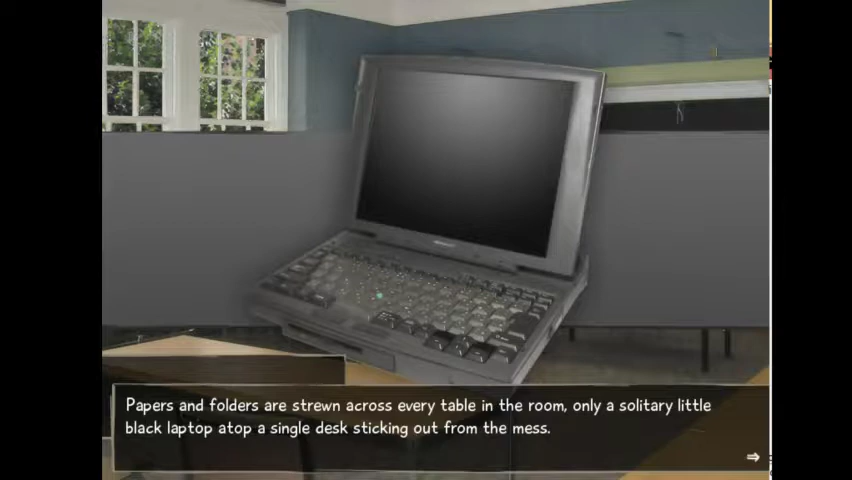 Papers and folders are strewn across every table in the room, only a solitary little
black laptop atop a single desk sticking out from the mess.